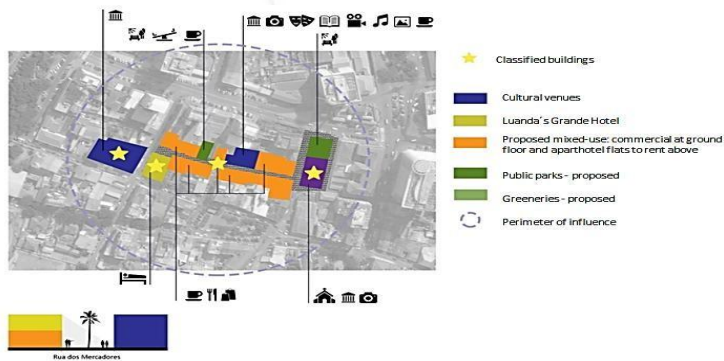 Classified buildings
Cultural venues
Luanda´s Grande Hotel
Proposed mixed-use: commercial at ground
floor and aparthotel flats to rent above
Public parks - proposed
Greeneries - proposed
Perimeter of influence
Rua dos Mercadores